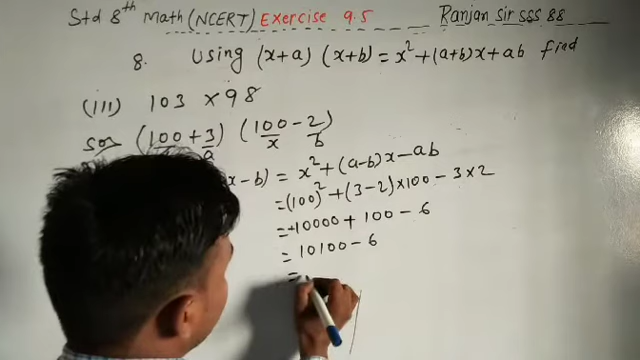 Std 8th Math (NCERT) Exercise 9.5 Ranjan Sir SSS 88
8. Using (x+a) (x+b) = x² + (a+b)x + ab find
(iii) 103 × 98
(100 + 3) (100 - 2)
x a x b
x - b) = x² + (a-b)x - ab
= (100)² + (3-2)×100 - 3×2
= 10000 + 100 - 6
= 10100 - 6
=